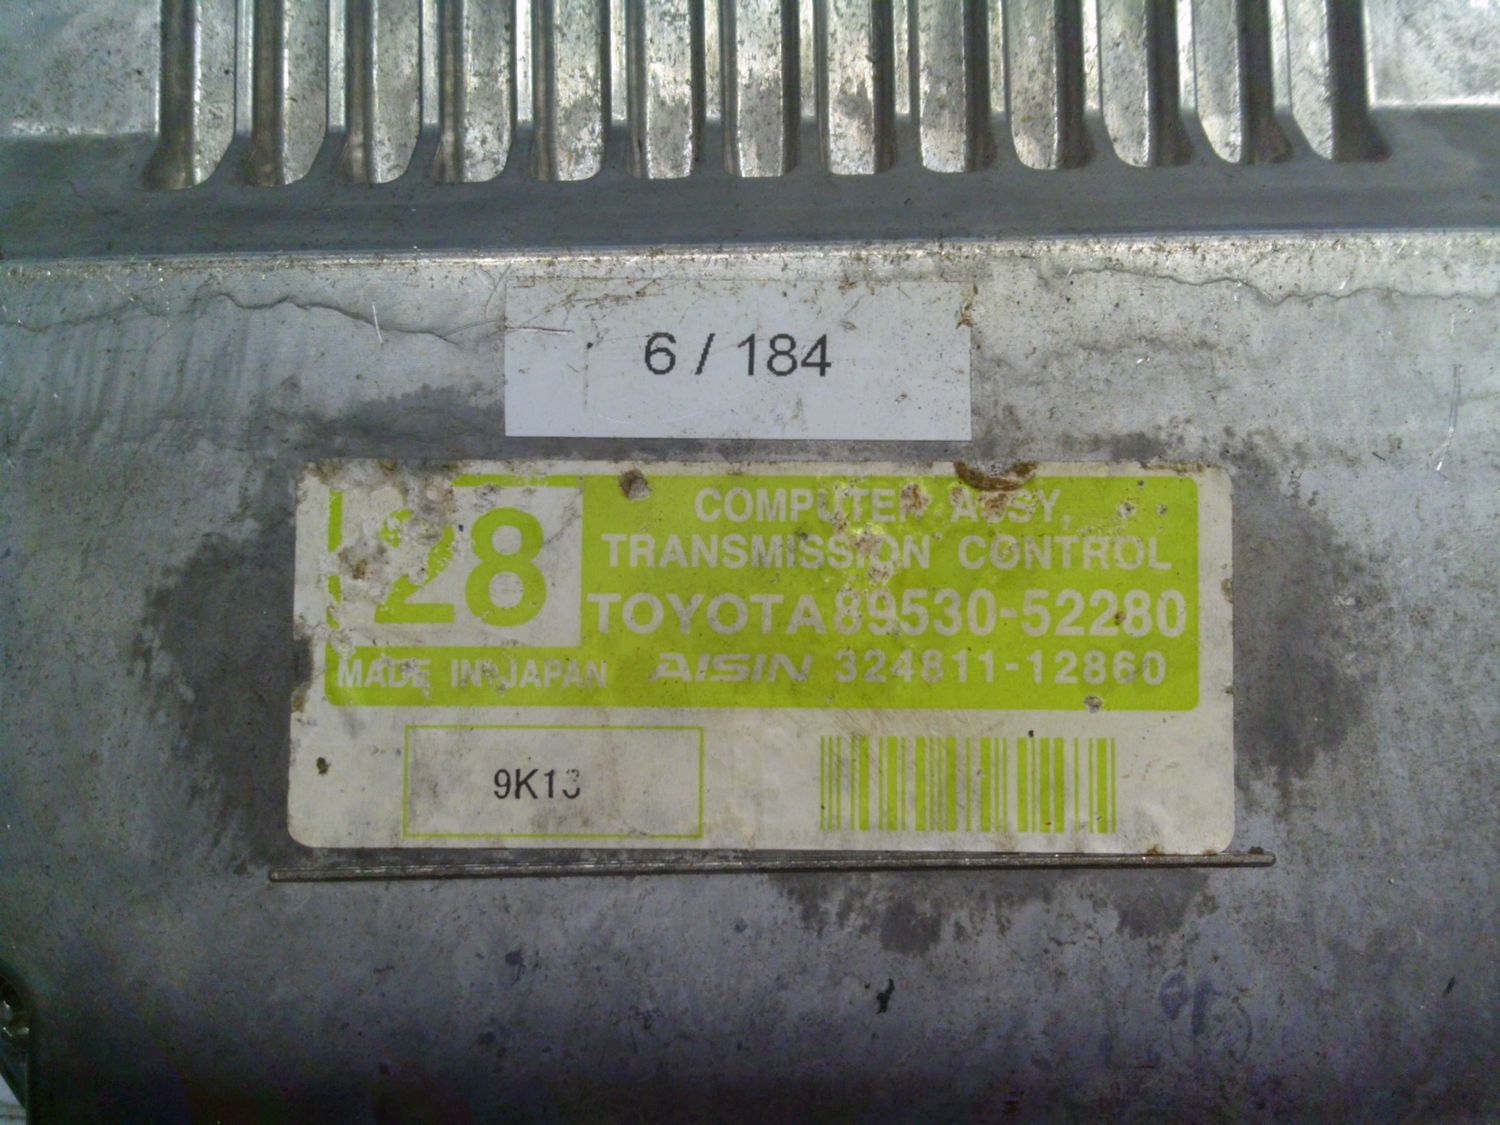 6 / 184
28
COMPUTER ASSY,
TRANSMISSION CONTROL
TOYOTA 89530-52280
MADE IN JAPAN AISIN 324811-12860
9K13